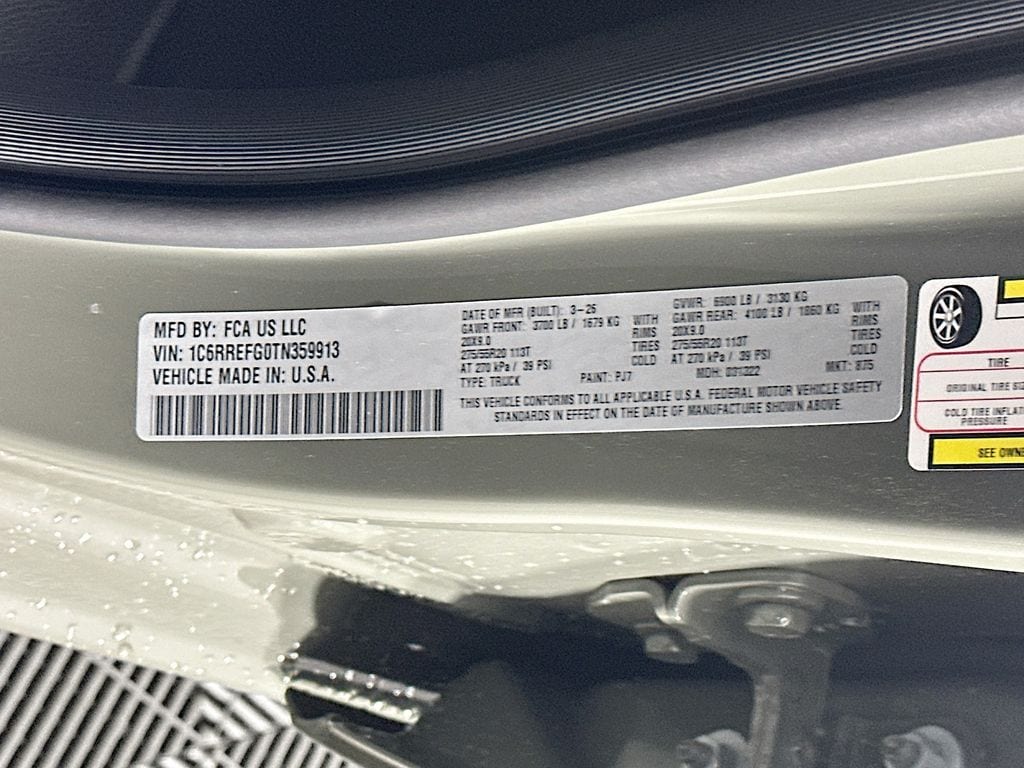 MFD BY: FCA US LLC
VIN: 1C6RREFG0TN359913
VEHICLE MADE IN: U.S.A.
DATE OF MFR (BUILT): 3-26
GAWR FRONT: 3700 LB / 1679 KG WITH
20X9.0 RIMS
275/55R20 113T TIRES
AT 270 kPa / 39 PSI COLD
TYPE: TRUCK PAINT: PJ7
GVWR: 6900 LB / 3130 KG
GAWR REAR: 4100 LB / 1860 KG WITH
20X9.0 RIMS
275/55R20 113T TIRES
AT 270 kPa / 39 PSI COLD
MDH: 031322 MKT: 875
THIS VEHICLE CONFORMS TO ALL APPLICABLE U.S.A. FEDERAL MOTOR VEHICLE SAFETY
STANDARDS IN EFFECT ON THE DATE OF MANUFACTURE SHOWN ABOVE.
TIRE
ORIGINAL TIRE SI
COLD TIRE INFLAT
PRESSURE
SEE OWNE